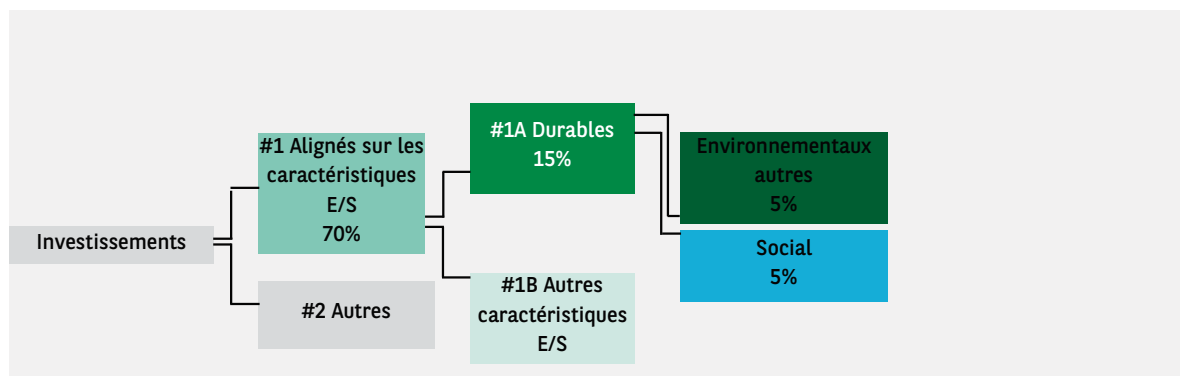 Investissements
#1 Alignés sur les
caractéristiques
E/S
70%
#2 Autres
#1A Durables
15%
#1B Autres
caractéristiques
E/S
Environnementaux
autres
5%
Social
5%